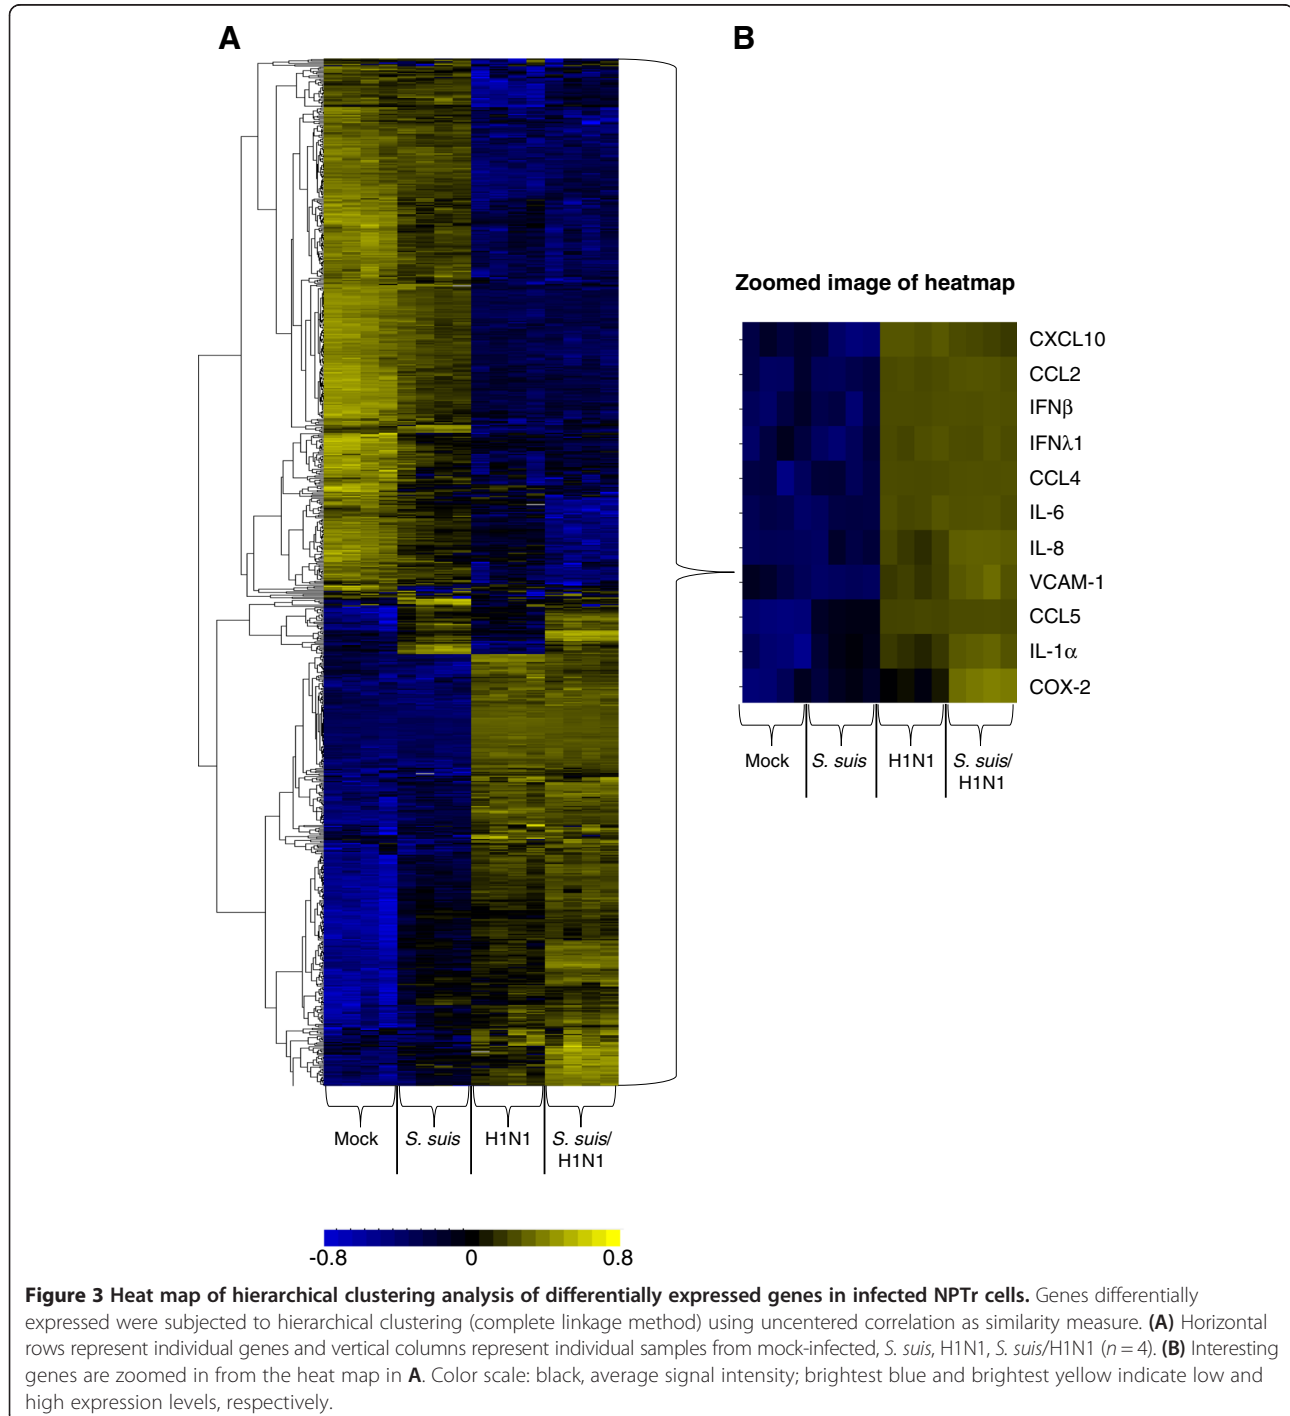 A
B
Zoomed image of heatmap
CXCL10
CCL2
IFNβ
IFNλ1
CCL4
IL-6
IL-8
VCAM-1
CCL5
IL-1α
COX-2
Mock
S. suis
H1N1
S. suis/
H1N1
Mock
S. suis
H1N1
S. suis/
H1N1
-0.8
0
0.8
Figure 3 Heat map of hierarchical clustering analysis of differentially expressed genes in infected NPTr cells. Genes differentially
expressed were subjected to hierarchical clustering (complete linkage method) using uncentered correlation as similarity measure. (A) Horizontal
rows represent individual genes and vertical columns represent individual samples from mock-infected, S. suis, H1N1, S. suis/H1N1 (n = 4). (B) Interesting
genes are zoomed in from the heat map in A. Color scale: black, average signal intensity; brightest blue and brightest yellow indicate low and
high expression levels, respectively.